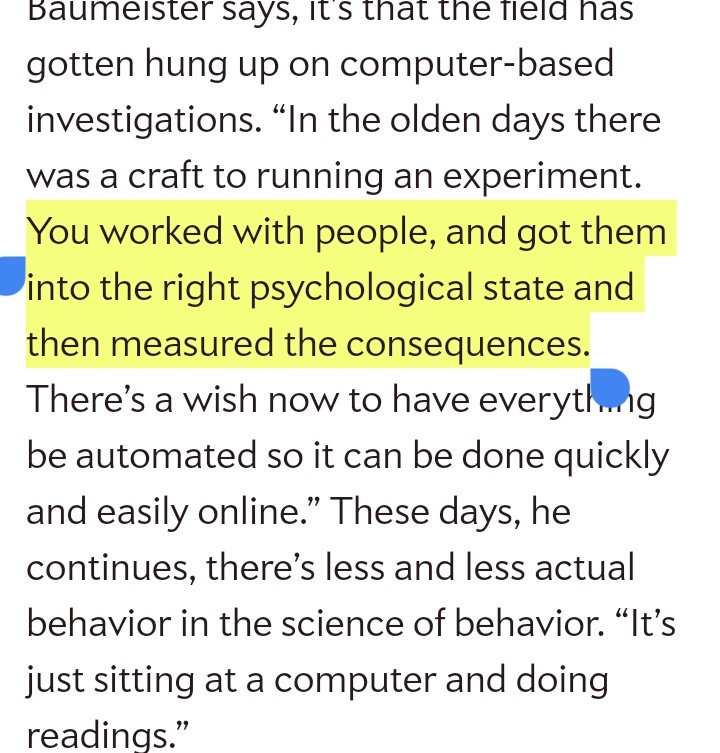 Baumeister says, it’s that the field has
gotten hung up on computer-based
investigations. “In the olden days there
was a craft to running an experiment.
You worked with people, and got them
into the right psychological state and
then measured the consequences.
There’s a wish now to have everything
be automated so it can be done quickly
and easily online.” These days, he
continues, there’s less and less actual
behavior in the science of behavior. “It’s
just sitting at a computer and doing
readings.”